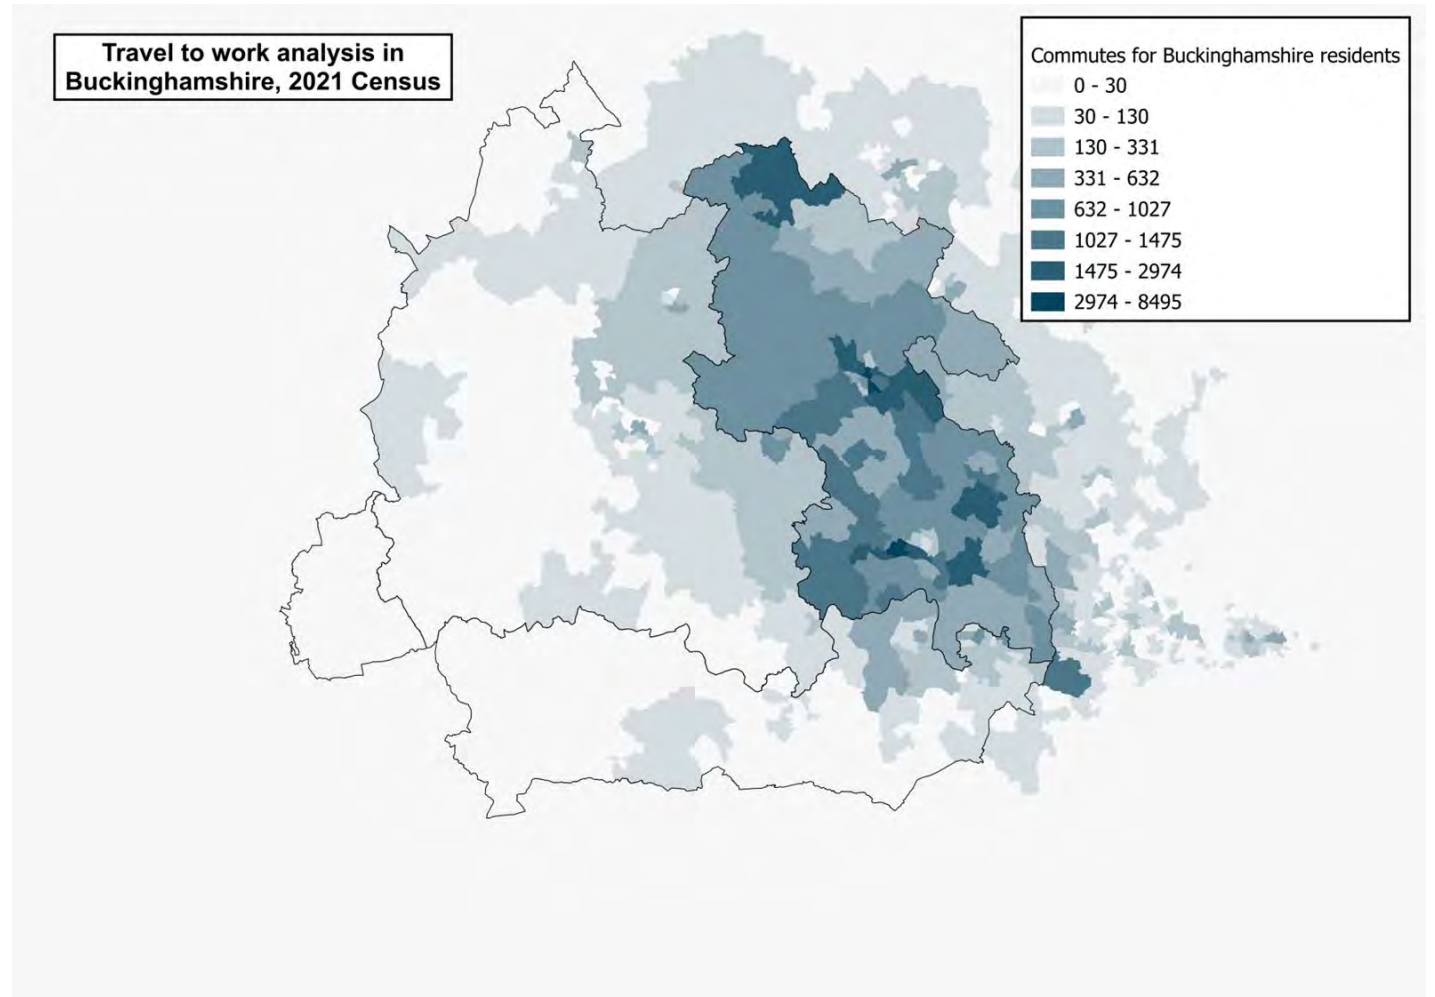 Travel to work analysis in
Buckinghamshire, 2021 Census
Commutes for Buckinghamshire residents
0 - 30
30 - 130
130 - 331
331 - 632
632 - 1027
1027 - 1475
1475 - 2974
2974 - 8495